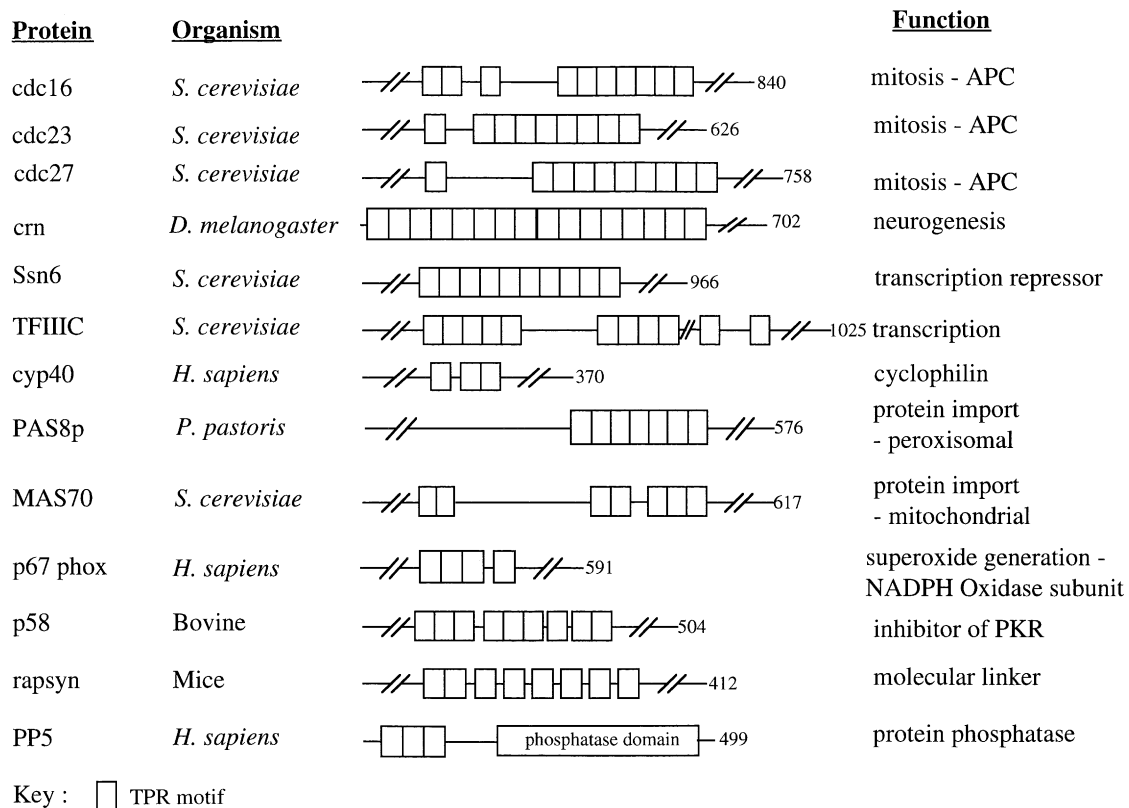 Protein Organism Function
cdc16 S. cerevisiae 840 mitosis - APC
cdc23 S. cerevisiae 626 mitosis - APC
cdc27 S. cerevisiae 758 mitosis - APC
crn D. melanogaster 702 neurogenesis
Ssn6 S. cerevisiae 966 transcription repressor
TFIIIC S. cerevisiae 1025 transcription
cyp40 H. sapiens 370 cyclophilin
PAS8p P. pastoris 576 protein import
- peroxisomal
MAS70 S. cerevisiae 617 protein import
- mitochondrial
p67 phox H. sapiens 591 superoxide generation -
NADPH Oxidase subunit
p58 Bovine 504 inhibitor of PKR
rapsyn Mice 412 molecular linker
PP5 H. sapiens phosphatase domain 499 protein phosphatase
Key : TPR motif